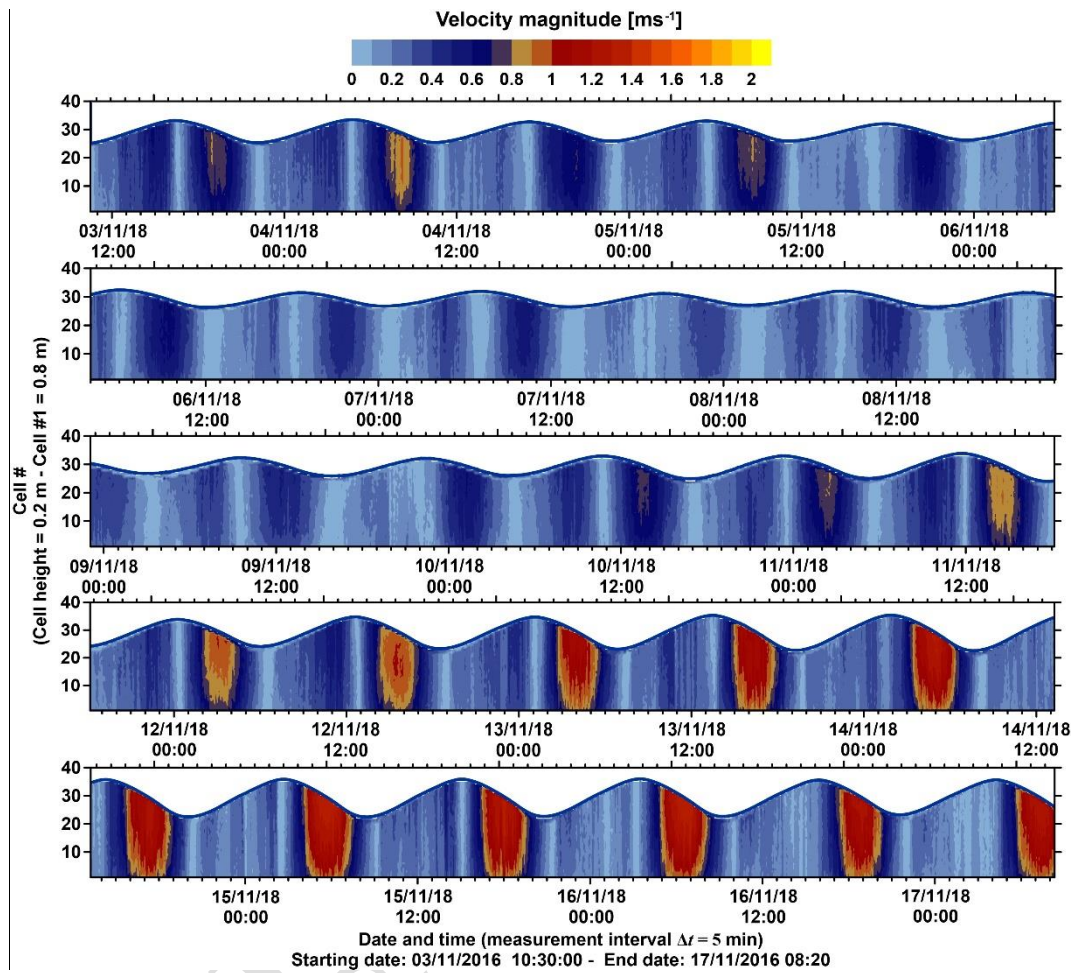 Velocity magnitude [ms⁻¹]
0 0.2 0.4 0.6 0.8 1 1.2 1.4 1.6 1.8 2
Cell #
(Cell height = 0.2 m - Cell #1 = 0.8 m)
40
30
20
10
03/11/18 04/11/18 04/11/18 05/11/18 05/11/18 06/11/18
12:00 00:00 12:00 00:00 12:00 00:00
40
30
20
10
06/11/18 07/11/18 07/11/18 08/11/18 08/11/18
12:00 00:00 12:00 00:00 12:00
40
30
20
10
09/11/18 09/11/18 10/11/18 10/11/18 11/11/18 11/11/18
00:00 12:00 00:00 12:00 00:00 12:00
40
30
20
10
12/11/18 12/11/18 13/11/18 13/11/18 14/11/18 14/11/18
00:00 12:00 00:00 12:00 00:00 12:00
40
30
20
10
15/11/18 15/11/18 16/11/18 16/11/18 17/11/18
00:00 12:00 00:00 12:00 00:00
Date and time (measurement interval Δt = 5 min)
Starting date: 03/11/2016 10:30:00 - End date: 17/11/2016 08:20